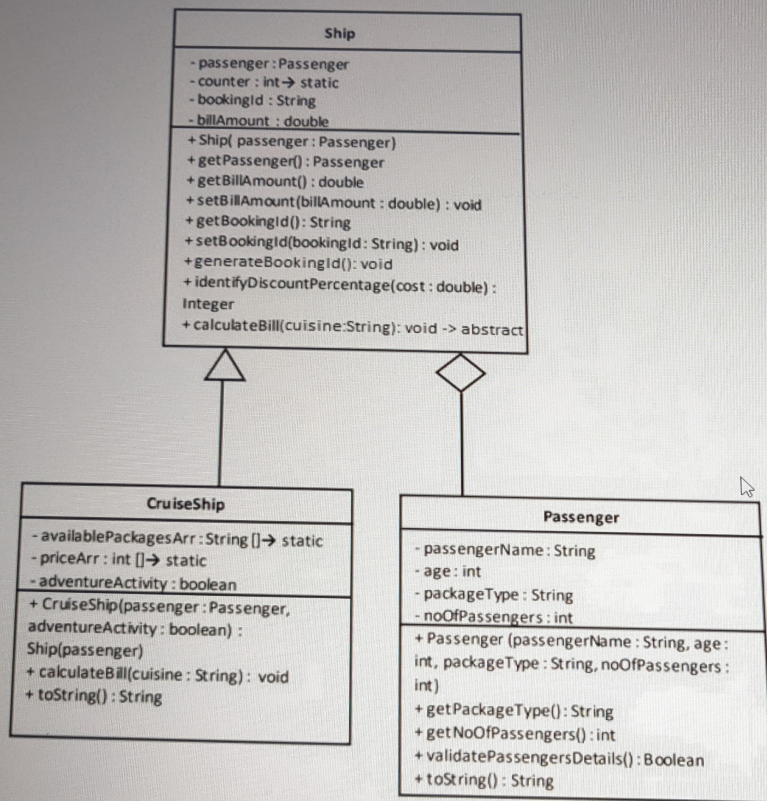 Ship
- passenger : Passenger
- counter : int→ static
- bookingId : String
- billAmount : double
+ Ship( passenger : Passenger)
+ getPassenger() : Passenger
+ getBillAmount() : double
+ setBillAmount(billAmount : double) : void
+ getBookingId() : String
+ setBookingId(bookingId : String) : void
+generateBookingId(): void
+ identifyDiscountPercentage(cost : double) :
Integer
+ calculateBill(cuisine:String): void -> abstract
CruiseShip
- availablePackagesArr : String []→ static
- priceArr : int []→ static
- adventureActivity : boolean
+ CruiseShip(passenger : Passenger,
adventureActivity : boolean) :
Ship(passenger)
+ calculateBill(cuisine : String) : void
+ toString() : String
Passenger
- passengerName : String
- age : int
- packageType : String
- noOfPassengers : int
+ Passenger (passengerName : String, age :
int, packageType : String, noOfPassengers :
int)
+ getPackageType() : String
+ getNoOfPassengers() : int
+ validatePassengersDetails() : Boolean
+ toString() : String